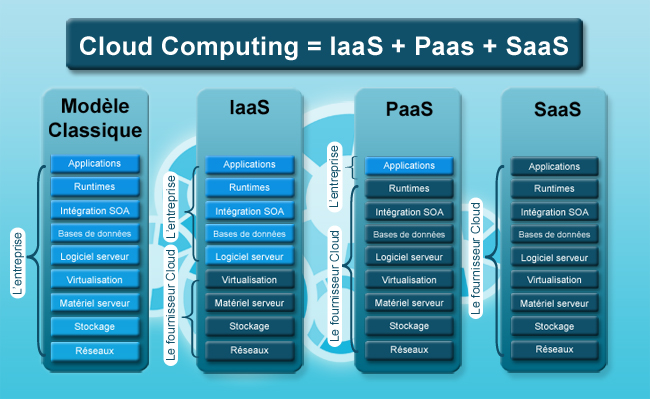 Cloud Computing = IaaS + Paas + SaaS
Modèle
Classique
L'entreprise
Applications
Runtimes
Intégration SOA
Bases de données
Logiciel serveur
Virtualisation
Matériel serveur
Stockage
Réseaux
IaaS
L'entreprise
Le fournisseur Cloud
Applications
Runtimes
Intégration SOA
Bases de données
Logiciel serveur
Virtualisation
Matériel serveur
Stockage
Réseaux
PaaS
L'entreprise
Le fournisseur Cloud
Applications
Runtimes
Intégration SOA
Bases de données
Logiciel serveur
Virtualisation
Matériel serveur
Stockage
Réseaux
SaaS
Le fournisseur Cloud
Applications
Runtimes
Intégration SOA
Bases de données
Logiciel serveur
Virtualisation
Matériel serveur
Stockage
Réseaux